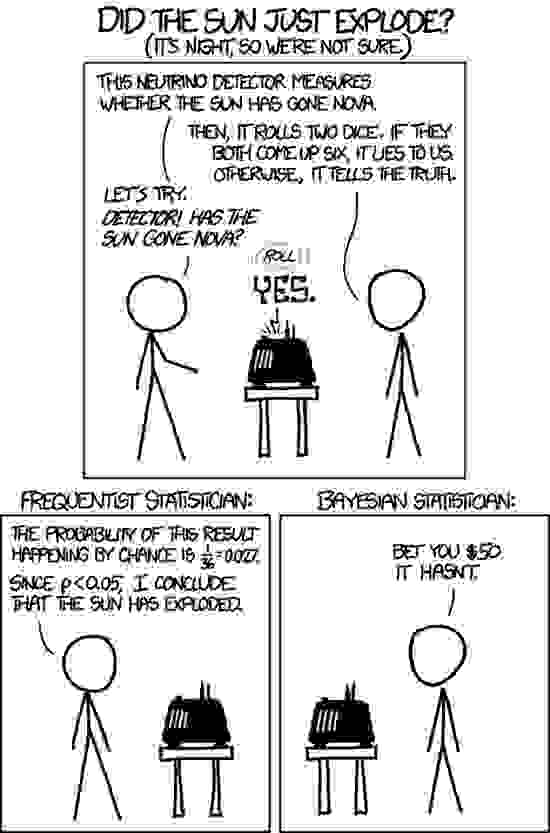 DID THE SUN JUST EXPLODE?
(IT'S NIGHT, SO WE'RE NOT SURE.)
THIS NEUTRINO DETECTOR MEASURES
WHETHER THE SUN HAS GONE NOVA.
THEN, IT ROLLS TWO DICE. IF THEY
BOTH COME UP SIX, IT LIES TO US.
OTHERWISE, IT TELLS THE TRUTH.
LET'S TRY.
DETECTOR! HAS THE
SUN GONE NOVA?
ROLL
YES.
FREQUENTIST STATISTICIAN:
THE PROBABILITY OF THIS RESULT
HAPPENING BY CHANCE IS 1/36=0.027.
SINCE p<0.05, I CONCLUDE
THAT THE SUN HAS EXPLODED.
BAYESIAN STATISTICIAN:
BET YOU $50
IT HASN'T.